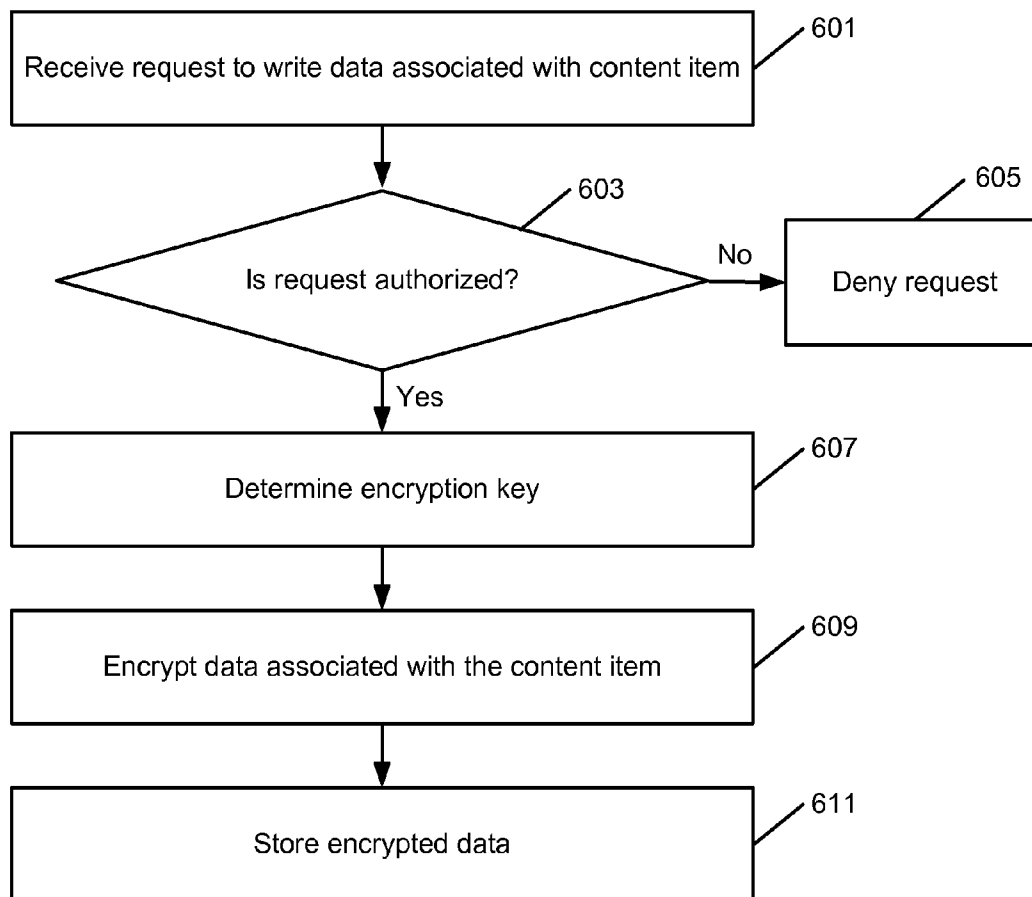 Receive request to write data associated with content item
601
Is request authorized?
603
No
Deny request
605
Yes
Determine encryption key
607
Encrypt data associated with the content item
609
Store encrypted data
611